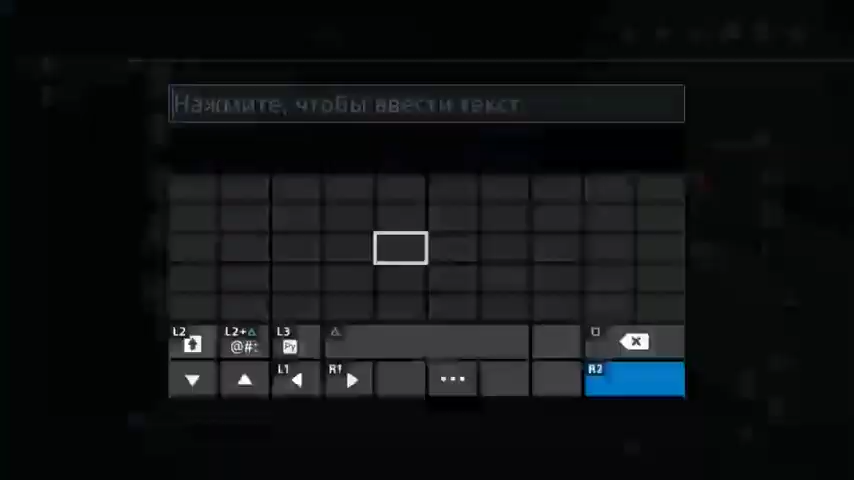 Нажмите, чтобы ввести текст
L2
L2+△
L3
△
□
@#:
Ру
L1
R1
...
R2